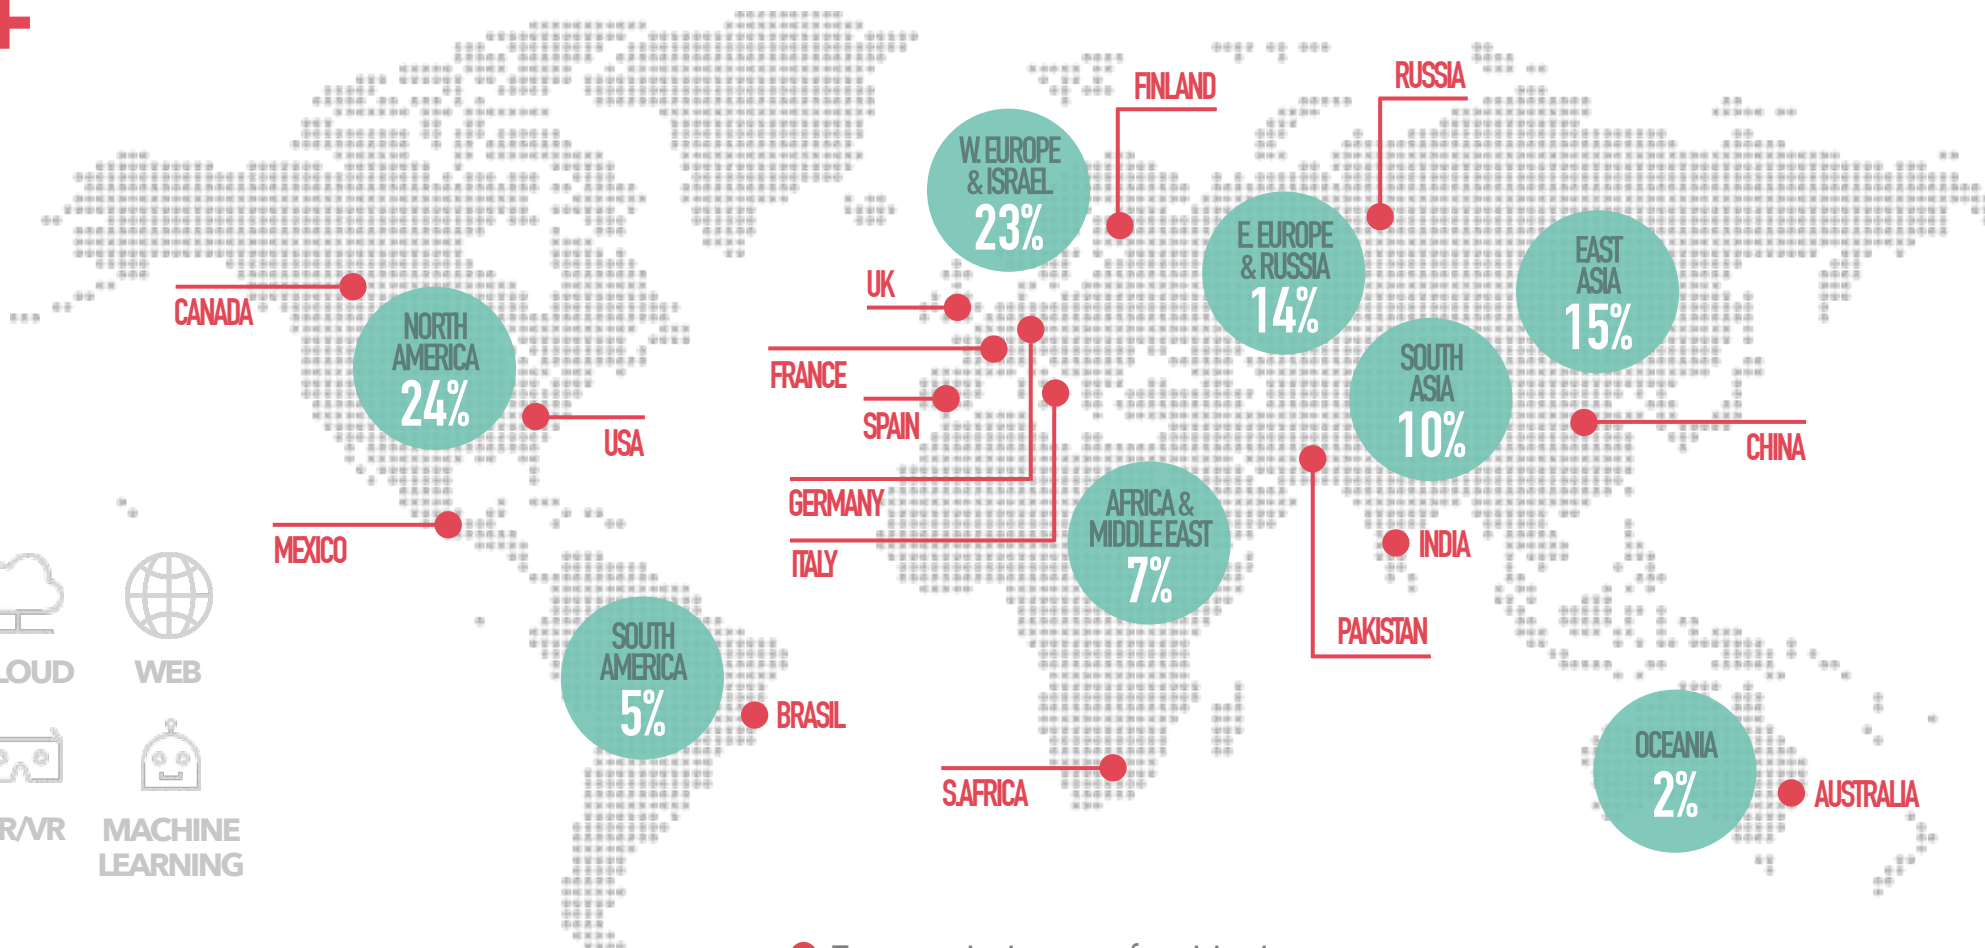 FINLAND
RUSSIA
W. EUROPE
& ISRAEL
23%
E. EUROPE
& RUSSIA
14%
EAST
ASIA
15%
UK
CANADA
NORTH
AMERICA
24%
FRANCE
SOUTH
ASIA
10%
SPAIN
USA
CHINA
GERMANY
AFRICA &
MIDDLE EAST
7%
MEXICO
ITALY
INDIA
PAKISTAN
SOUTH
AMERICA
5%
LOUD
WEB
BRASIL
OCEANIA
2%
S.AFRICA
AUSTRALIA
R/VR
MACHINE
LEARNING